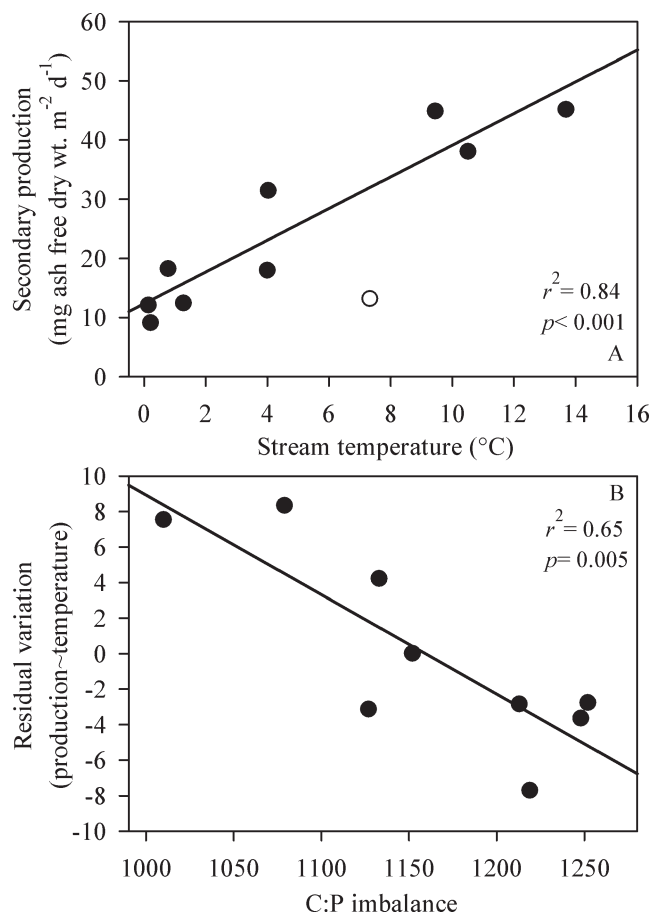 60
50
40
30
20
10
0
Secondary production
(mg ash free dry wt. m⁻² d⁻¹)
r² = 0.84
p< 0.001
A
0 2 4 6 8 10 12 14 16
Stream temperature (°C)
10
8
6
4
2
0
-2
-4
-6
-8
-10
Residual variation
(production~temperature)
B
r² = 0.65
p= 0.005
1000 1050 1100 1150 1200 1250
C:P imbalance